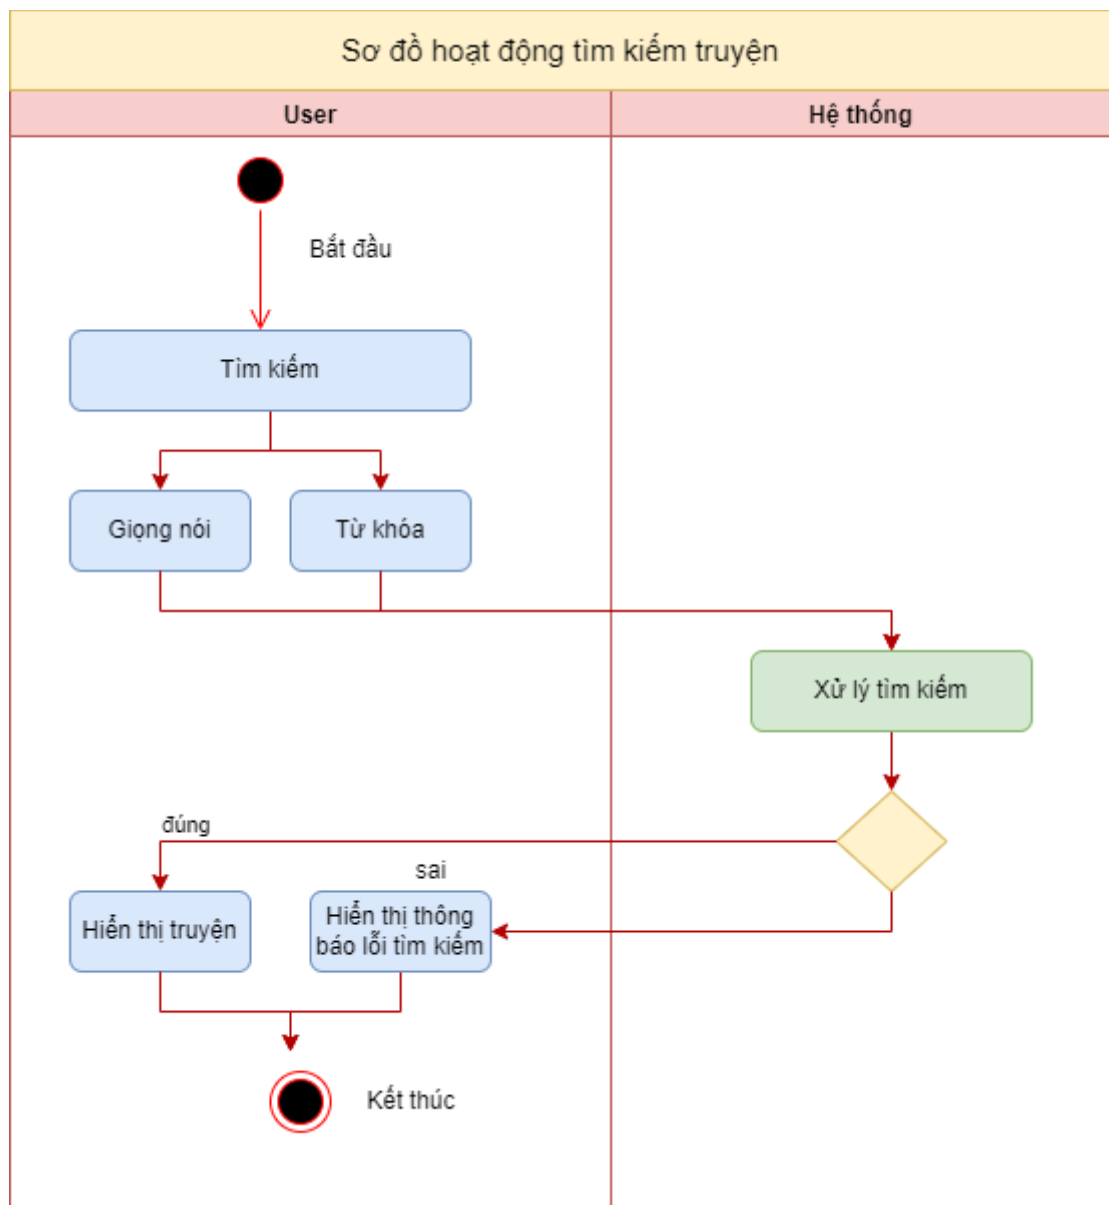 Sơ đồ hoạt động tìm kiếm truyện
User
Hệ thống
Bắt đầu
Tìm kiếm
Giọng nói
Từ khóa
Xử lý tìm kiếm
đúng
sai
Hiển thị truyện
Hiển thị thông
báo lỗi tìm kiếm
Kết thúc